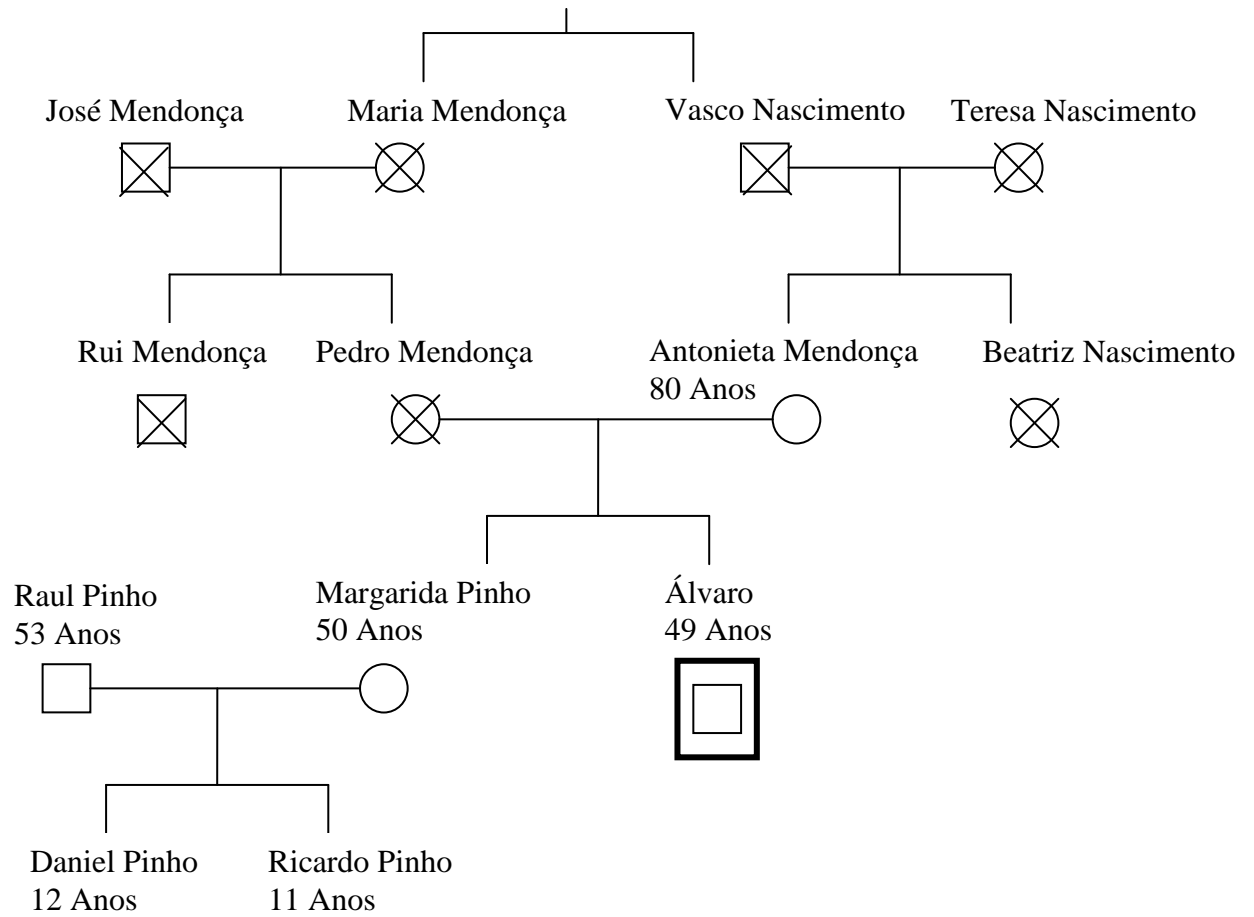 José Mendonça
Maria Mendonça
Vasco Nascimento
Teresa Nascimento
Rui Mendonça
Pedro Mendonça
Antonieta Mendonça
80 Anos
Beatriz Nascimento
Raul Pinho
53 Anos
Margarida Pinho
50 Anos
Álvaro
49 Anos
Daniel Pinho
12 Anos
Ricardo Pinho
11 Anos